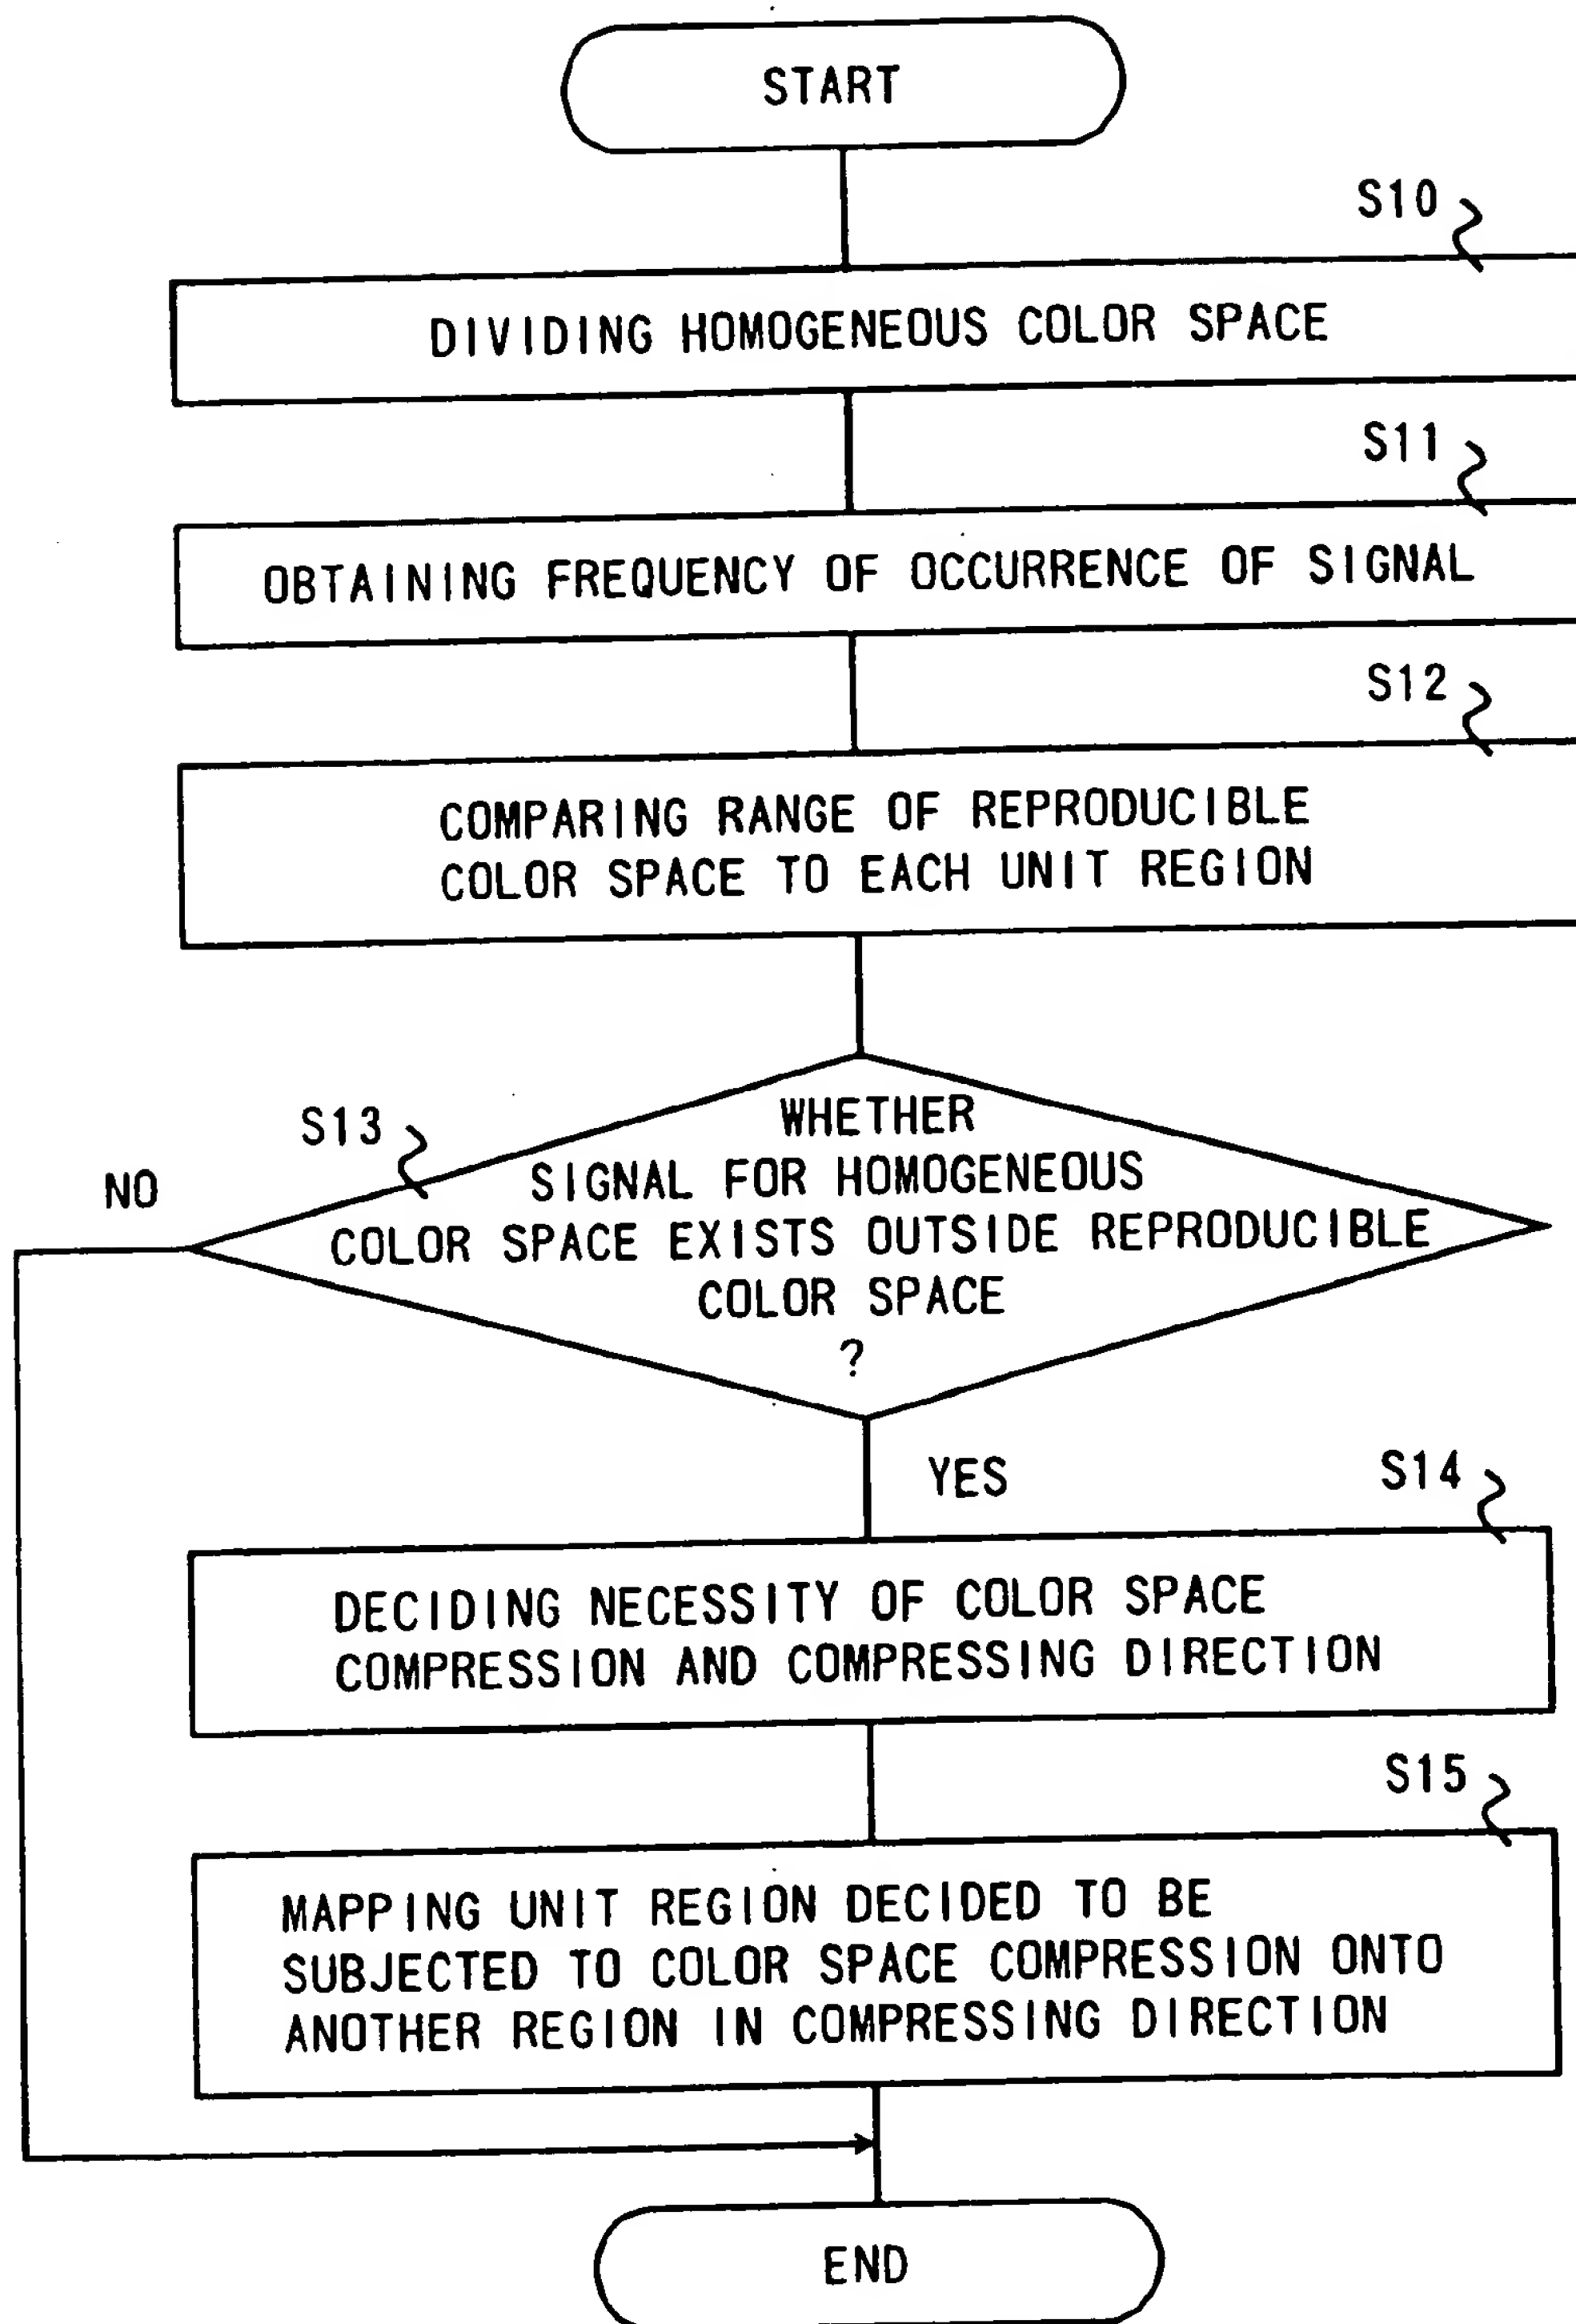 START
S10
DIVIDING HOMOGENEOUS COLOR SPACE
S11
OBTAINING FREQUENCY OF OCCURRENCE OF SIGNAL
S12
COMPARING RANGE OF REPRODUCIBLE
COLOR SPACE TO EACH UNIT REGION
S13
NO
WHETHER
SIGNAL FOR HOMOGENEOUS
COLOR SPACE EXISTS OUTSIDE REPRODUCIBLE
COLOR SPACE
?
YES
S14
DECIDING NECESSITY OF COLOR SPACE
COMPRESSION AND COMPRESSING DIRECTION
S15
MAPPING UNIT REGION DECIDED TO BE
SUBJECTED TO COLOR SPACE COMPRESSION ONTO
ANOTHER REGION IN COMPRESSING DIRECTION
END